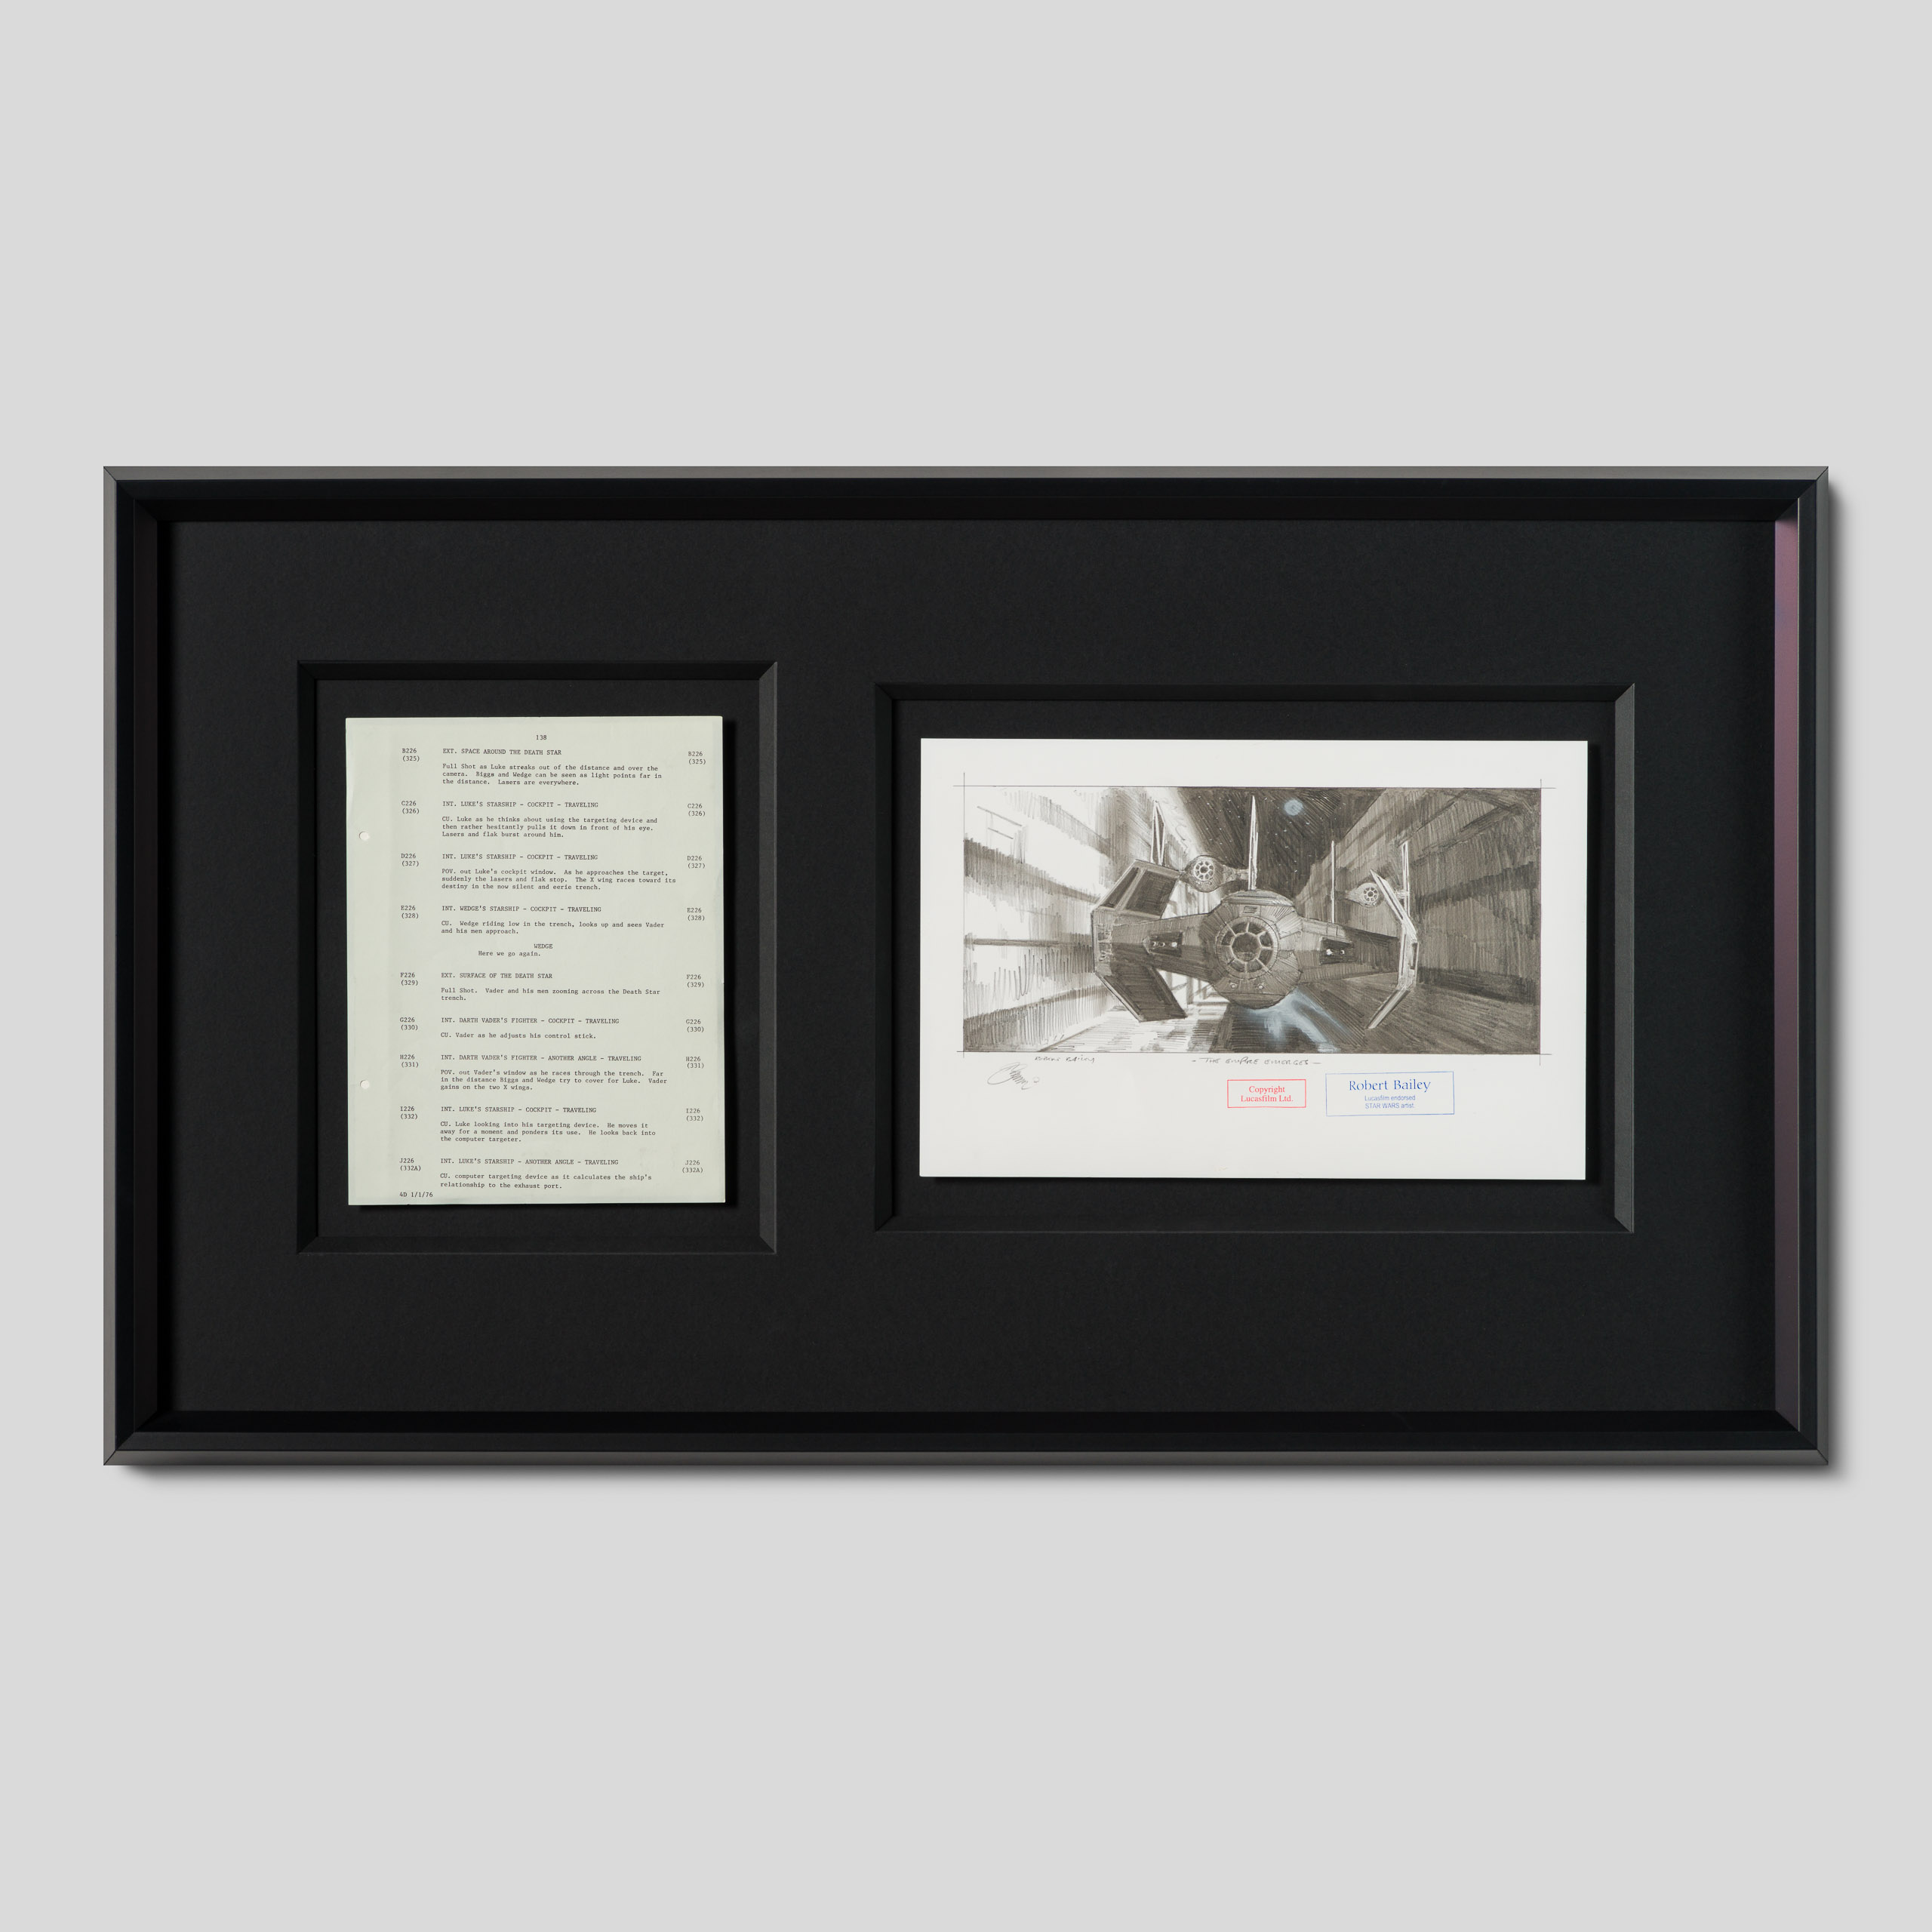 138
B226 EXT. SPACE AROUND THE DEATH STAR B226
(325) (325)
Full Shot as Luke streaks out of the distance and over the
camera. Biggs and Wedge can be seen as light points far in
the distance. Lasers are everywhere.
C226 INT. LUKE'S STARSHIP - COCKPIT - TRAVELING C226
(326) (326)
CU. Luke as he thinks about using the targeting device and
then rather hesitantly pulls it down in front of his eye.
Lasers and flak burst around him.
D226 INT. LUKE'S STARSHIP - COCKPIT - TRAVELING D226
(327) (327)
POV. out Luke's cockpit window. As he approaches the target,
suddenly the lasers and flak stop. The X wing races toward its
destiny in the now silent and eerie trench.
E226 INT. WEDGE'S STARSHIP - COCKPIT - TRAVELING E226
(328) (328)
CU. Wedge riding low in the trench, looks up and sees Vader
and his men approach.
WEDGE
Here we go again.
F226 EXT. SURFACE OF THE DEATH STAR F226
(329) (329)
Full Shot. Vader and his men zooming across the Death Star
trench.
G226 INT. DARTH VADER'S FIGHTER - COCKPIT - TRAVELING G226
(330) (330)
CU. Vader as he adjusts his control stick.
H226 INT. DARTH VADER'S FIGHTER - ANOTHER ANGLE - TRAVELING H226
(331) (331)
POV. out Vader's window as he races through the trench. Far
in the distance Biggs and Wedge try to cover for Luke. Vader
gains on the two X wings.
I226 INT. LUKE'S STARSHIP - COCKPIT - TRAVELING I226
(332) (332)
CU. Luke looking into his targeting device. He moves it
away for a moment and ponders its use. He looks back into
the computer targeter.
J226 INT. LUKE'S STARSHIP - ANOTHER ANGLE - TRAVELING J226
(332A) (332A)
CU. computer targeting device as it calculates the ship's
relationship to the exhaust port.
4D 1/1/76
ROBERT BAILEY
- THE EMPIRE EMERGES -
Copyright
Lucasfilm Ltd.
Robert Bailey
Lucasfilm endorsed
STAR WARS artist.